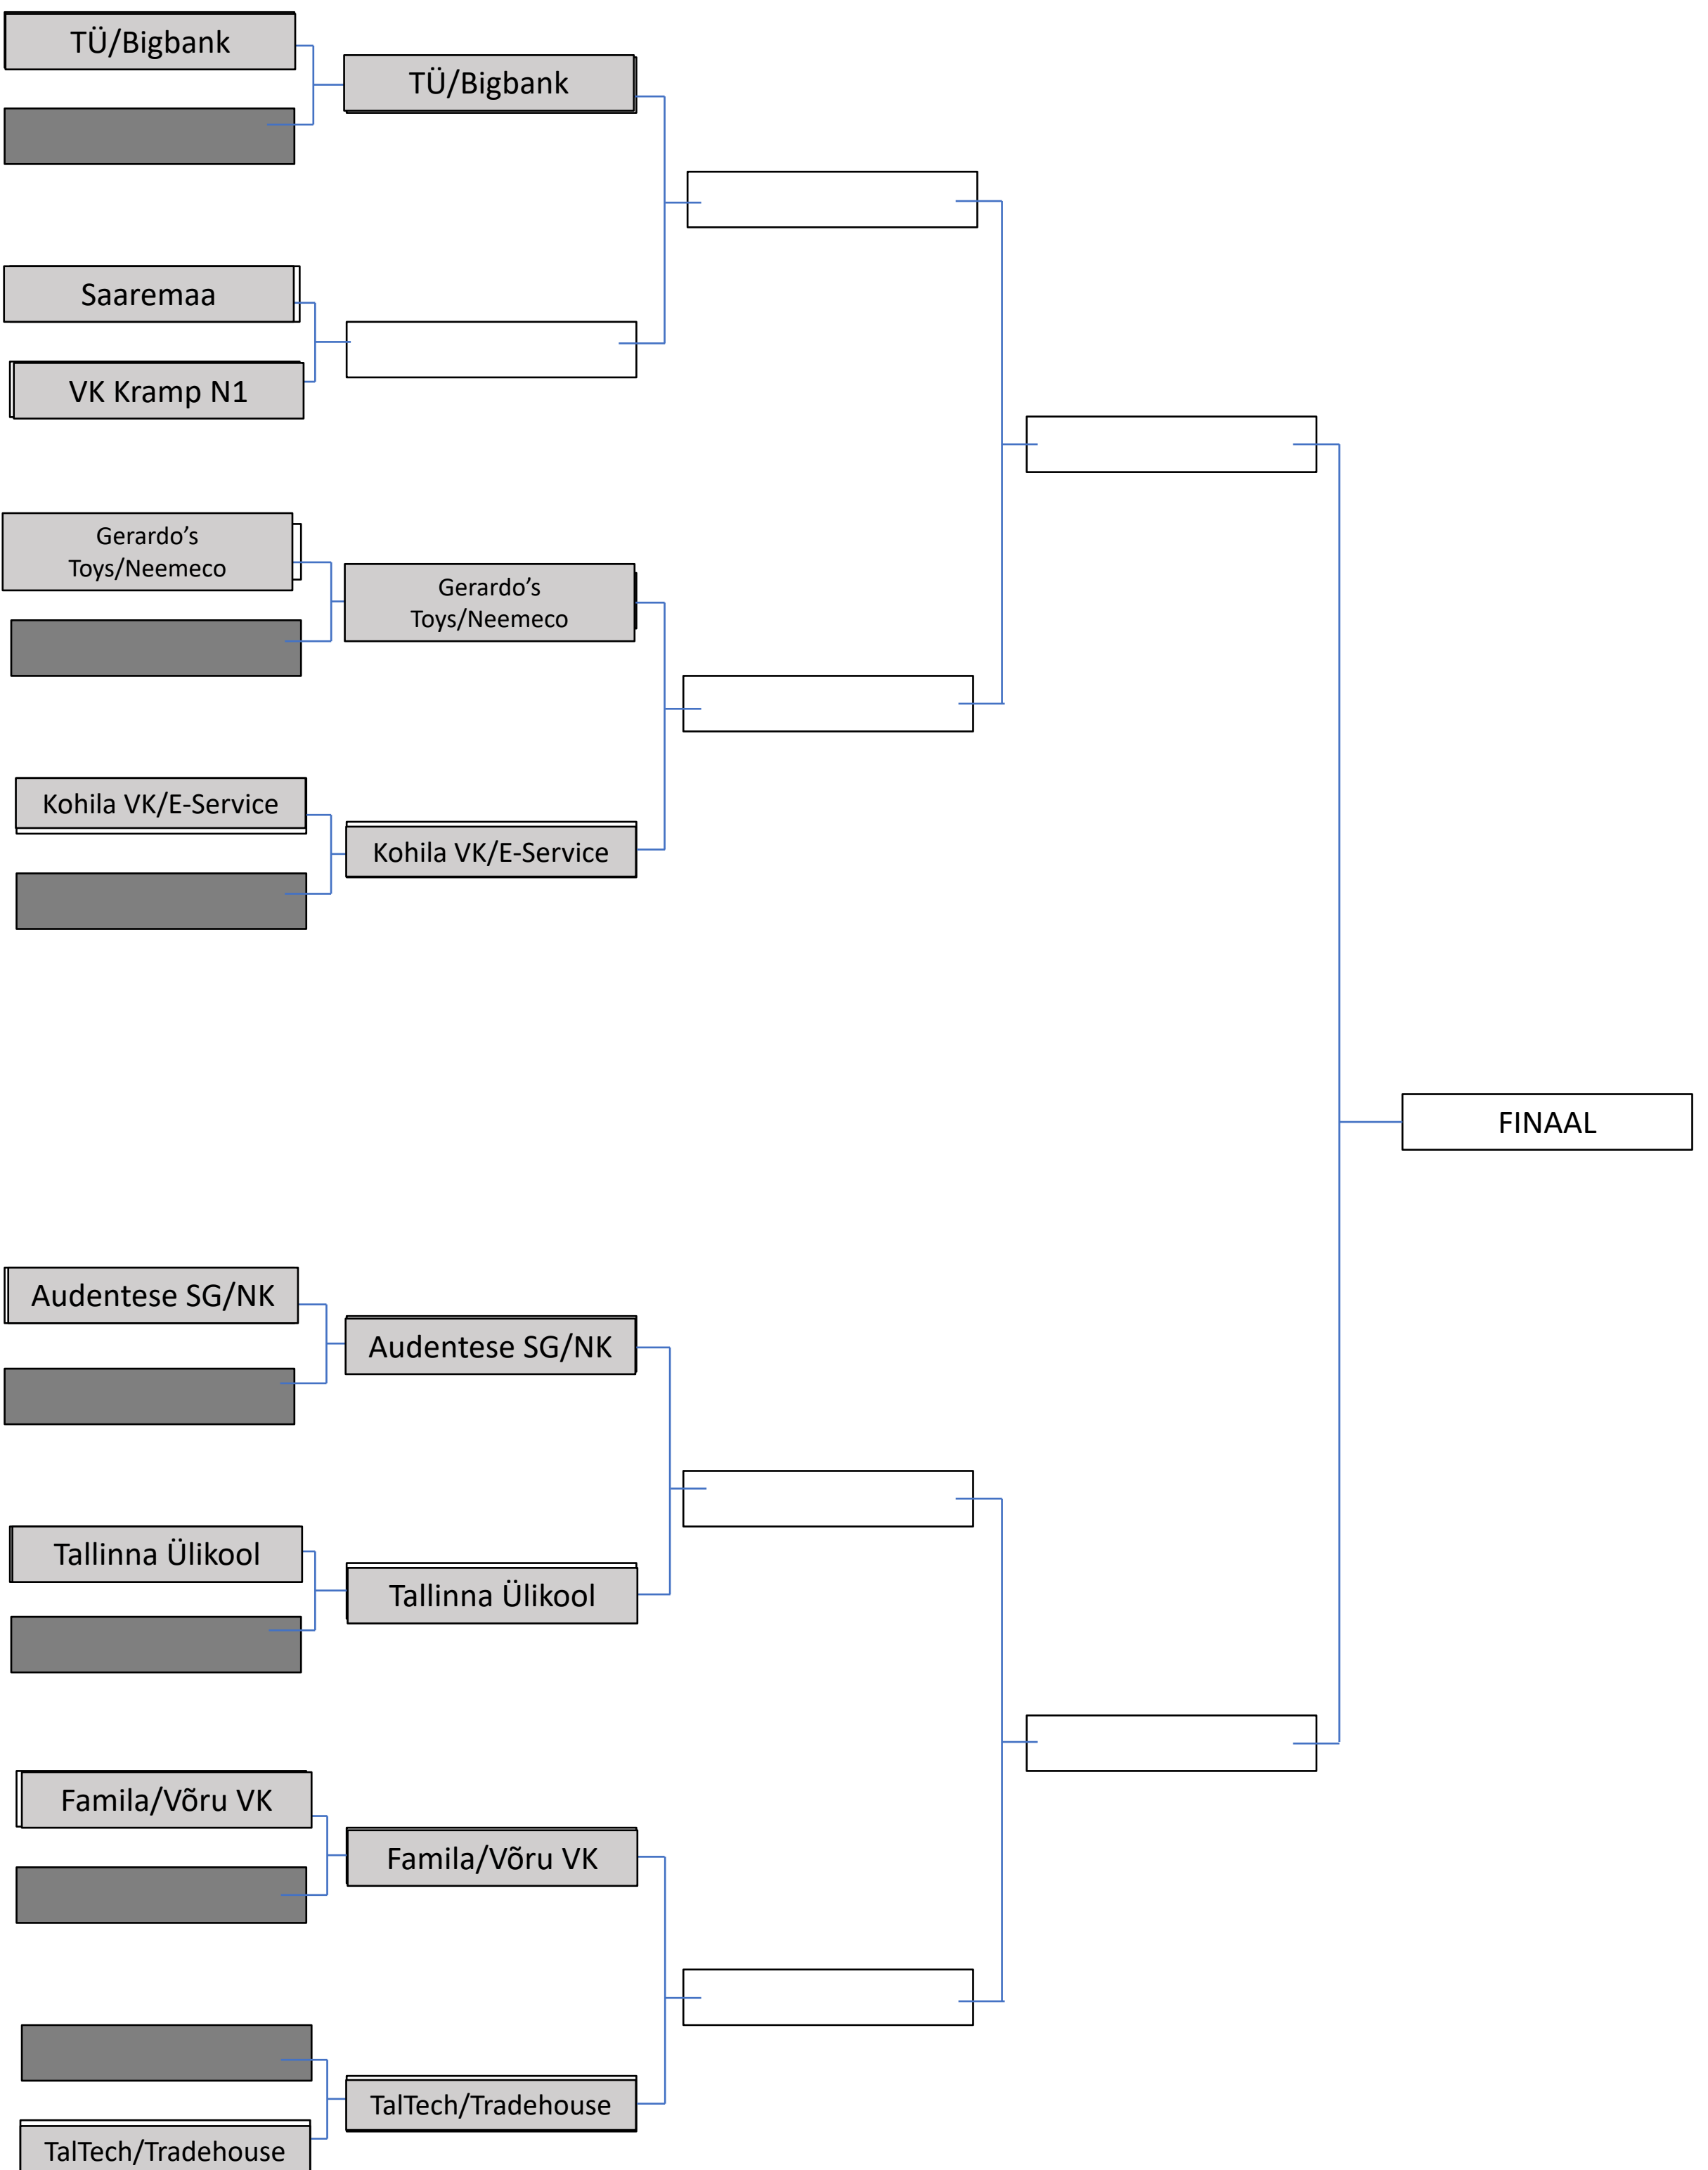 TÜ/Bigbank
TÜ/Bigbank
Saaremaa
VK Kramp N1
Gerardo’s
Toys/Neemeco
Gerardo’s
Toys/Neemeco
Kohila VK/E-Service
Kohila VK/E-Service
FINAAL
Audentese SG/NK
Audentese SG/NK
Tallinna Ülikool
Tallinna Ülikool
Famila/Võru VK
Famila/Võru VK
TalTech/Tradehouse
TalTech/Tradehouse